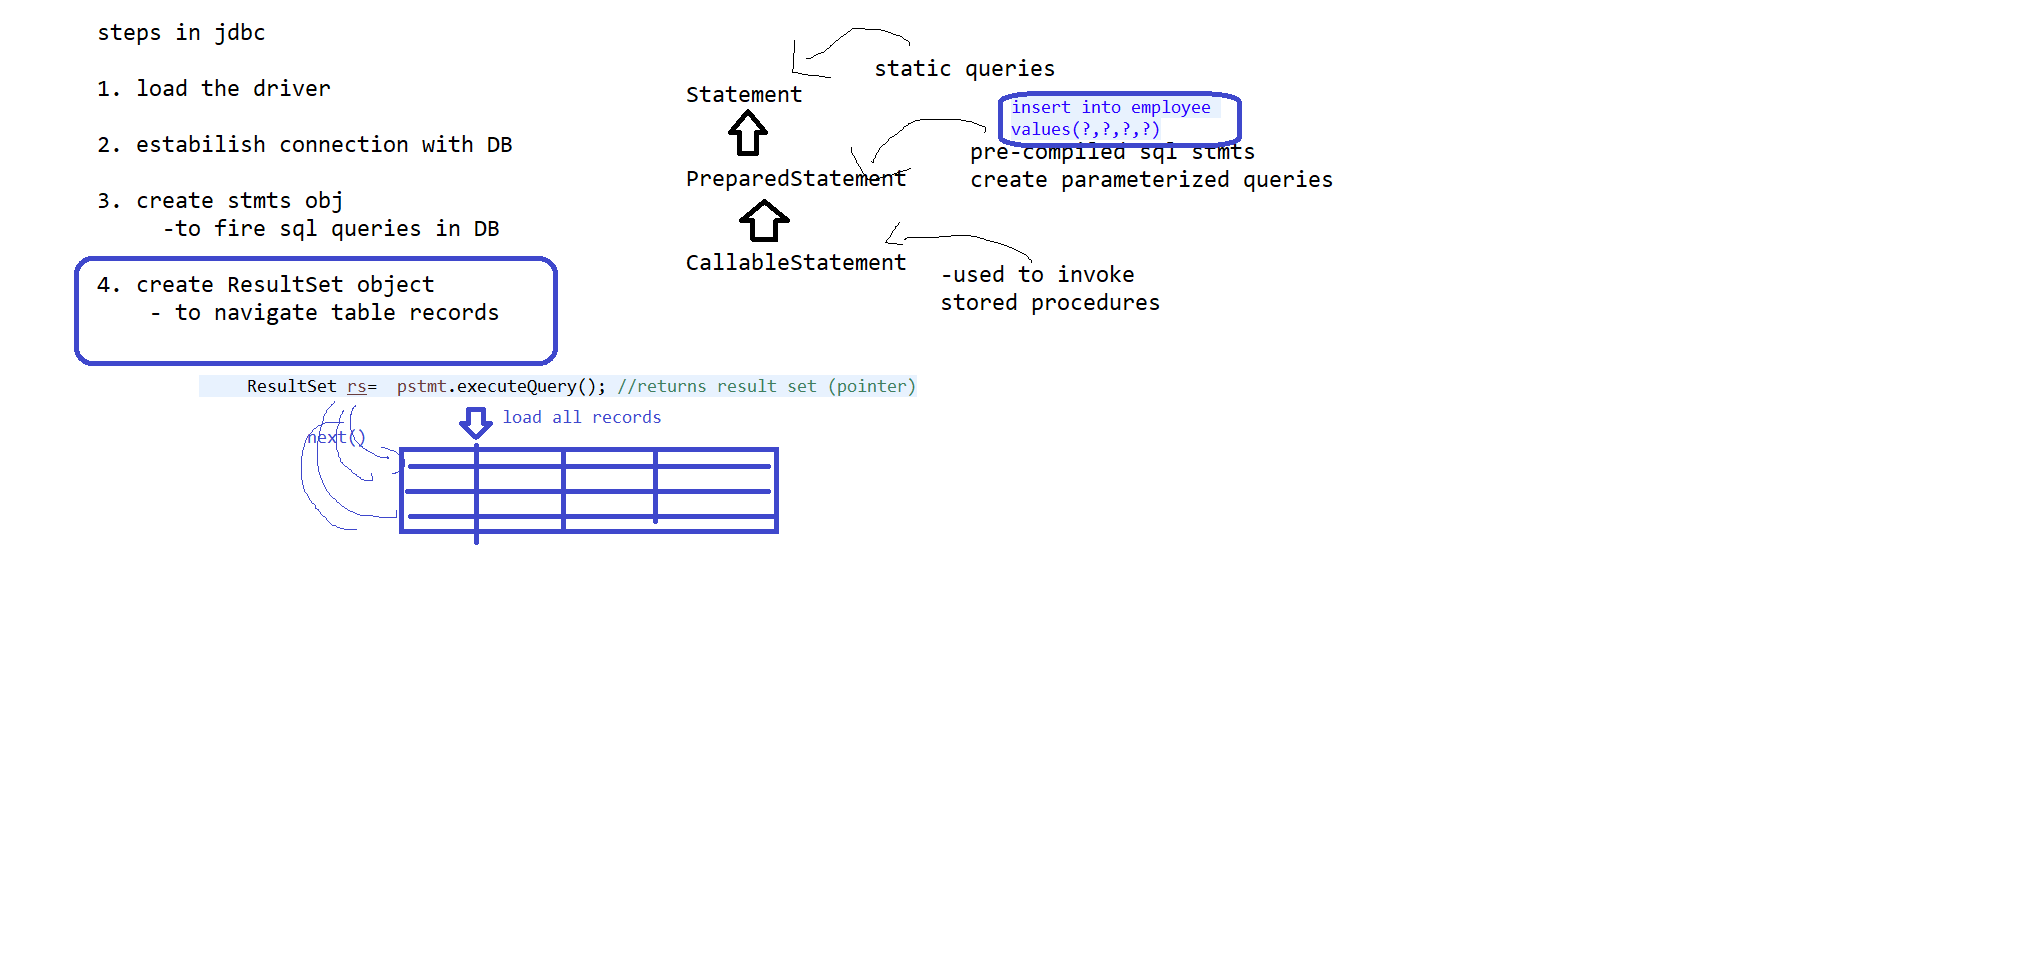 steps in jdbc
1. load the driver
2. estabilish connection with DB
3. create stmts obj
-to fire sql queries in DB
4. create ResultSet object
- to navigate table records
static queries
Statement
insert into employee
values(?,?,?,?)
pre-compiled sql stmts
PreparedStatement
create parameterized queries
CallableStatement
-used to invoke
stored procedures
ResultSet rs=  pstmt.executeQuery(); //returns result set (pointer)
load all records
next()